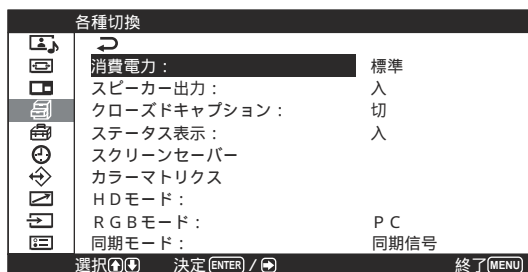 各種切換
消費電力： 標準
スピーカー出力： 入
クローズドキャプション： 切
ステータス表示： 入
スクリーンセーバー
カラーマトリクス
ＨＤモード：
ＲＧＢモード： ＰＣ
同期モード： 同期信号
選択 決定 ENTER / 終了 MENU